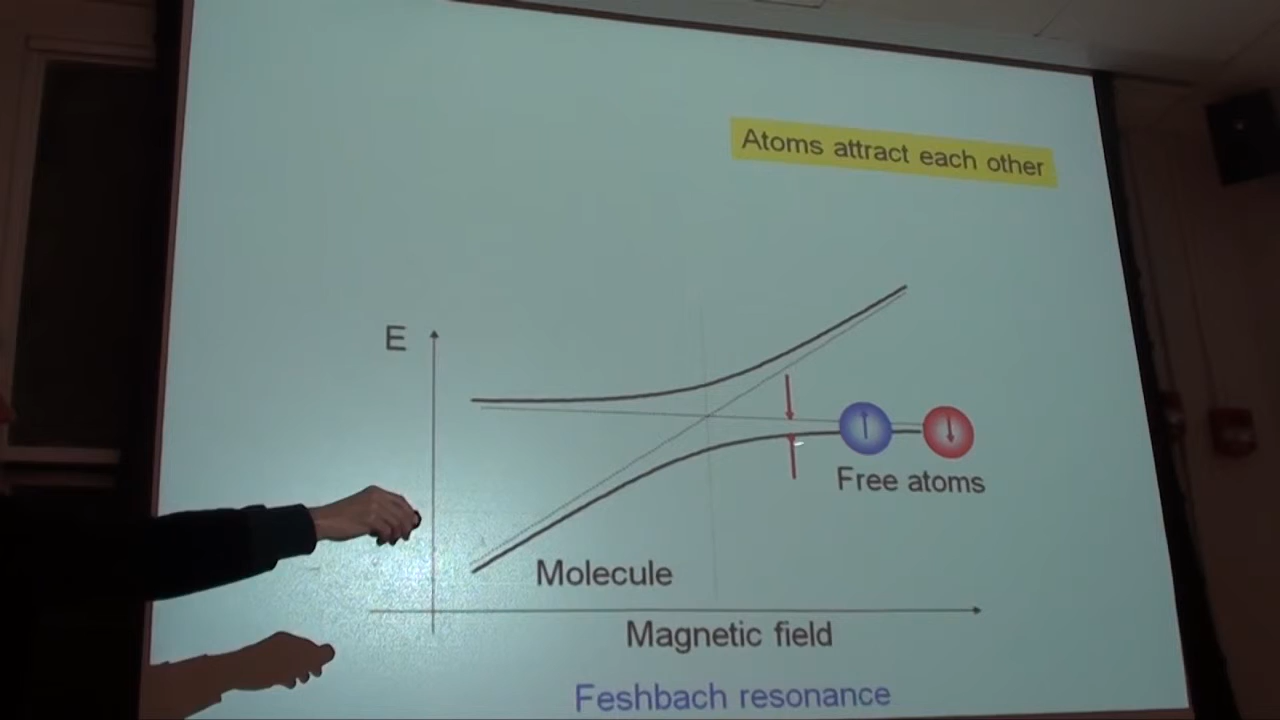 Atoms attract each other
E
Free atoms
Molecule
Magnetic field
Feshbach resonance